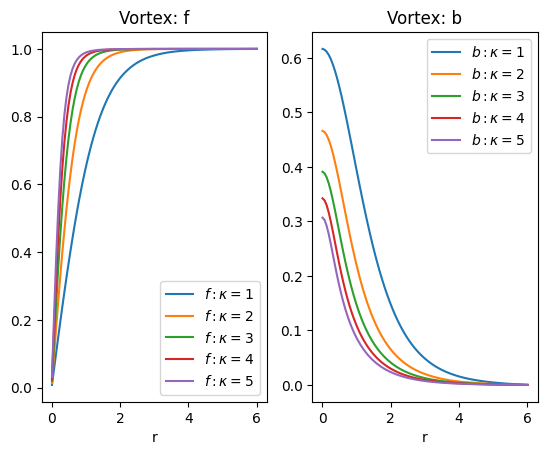 Vortex: f
1.0
0.8
0.6
0.4
0.2
0.0
f : κ = 1
f : κ = 2
f : κ = 3
f : κ = 4
f : κ = 5
0 2 4 6
r
Vortex: b
0.6
0.5
0.4
0.3
0.2
0.1
0.0
b : κ = 1
b : κ = 2
b : κ = 3
b : κ = 4
b : κ = 5
0 2 4 6
r